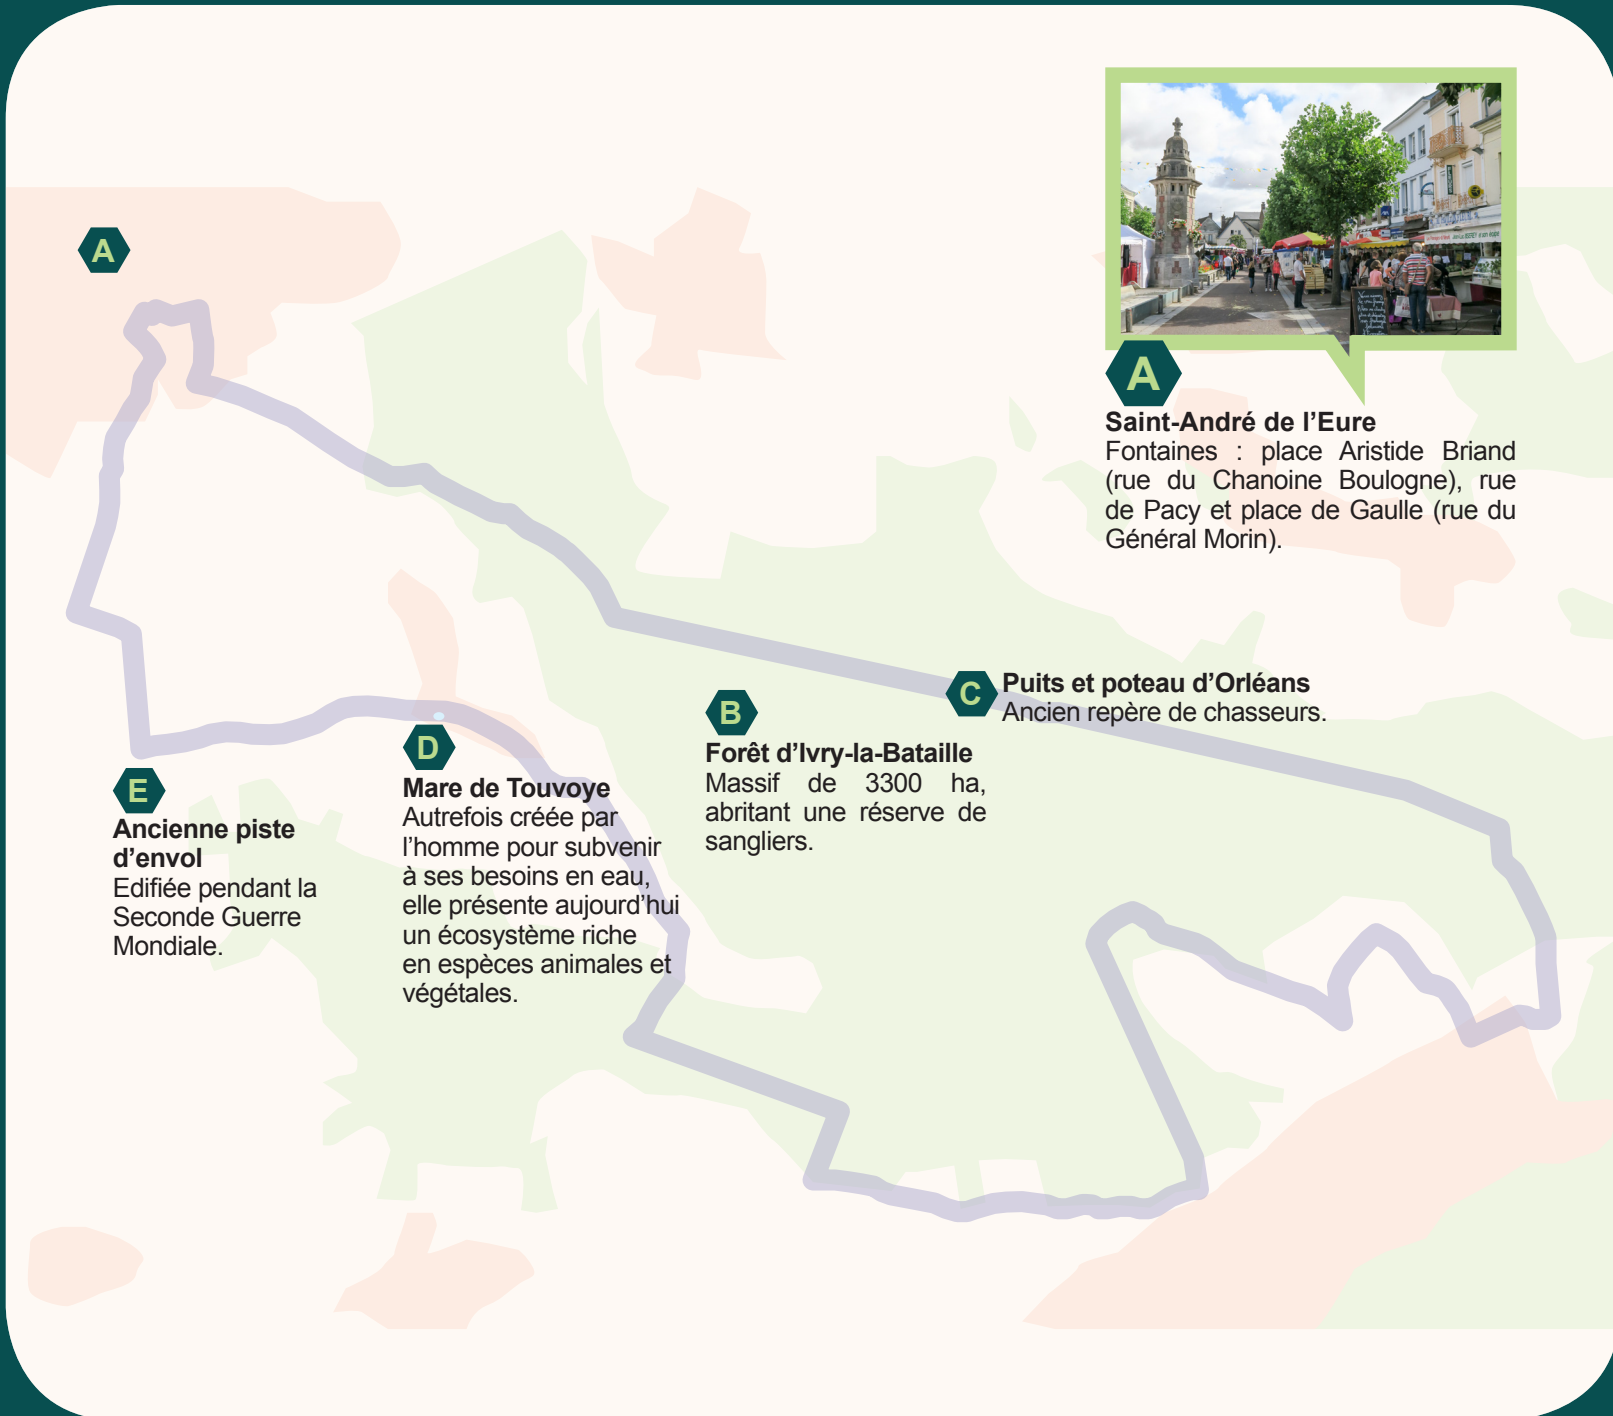 A
A
Saint-André de l’Eure
Fontaines : place Aristide Briand
(rue du Chanoine Boulogne), rue
de Pacy et place de Gaulle (rue du
Général Morin).
C
Puits et poteau d’Orléans
Ancien repère de chasseurs.
B
Forêt d’Ivry-la-Bataille
Massif de 3300 ha,
abritant une réserve de
sangliers.
D
Mare de Touvoye
Autrefois créée par
l’homme pour subvenir
à ses besoins en eau,
elle présente aujourd’hui
un écosystème riche
en espèces animales et
végétales.
E
Ancienne piste
d’envol
Edifiée pendant la
Seconde Guerre
Mondiale.